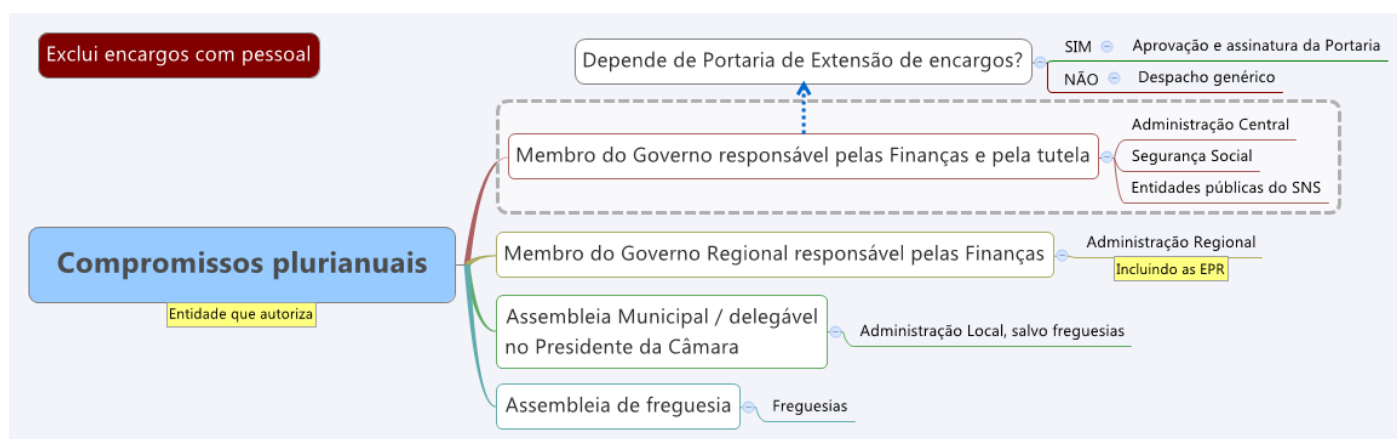 Exclui encargos com pessoal
Depende de Portaria de Extensão de encargos?
SIM
Aprovação e assinatura da Portaria
NÃO
Despacho genérico
Membro do Governo responsável pelas Finanças e pela tutela
Administração Central
Segurança Social
Entidades públicas do SNS
Compromissos plurianuais
Entidade que autoriza
Membro do Governo Regional responsável pelas Finanças
Administração Regional
Incluindo as EPR
Assembleia Municipal / delegável
no Presidente da Câmara
Administração Local, salvo freguesias
Assembleia de freguesia
Freguesias